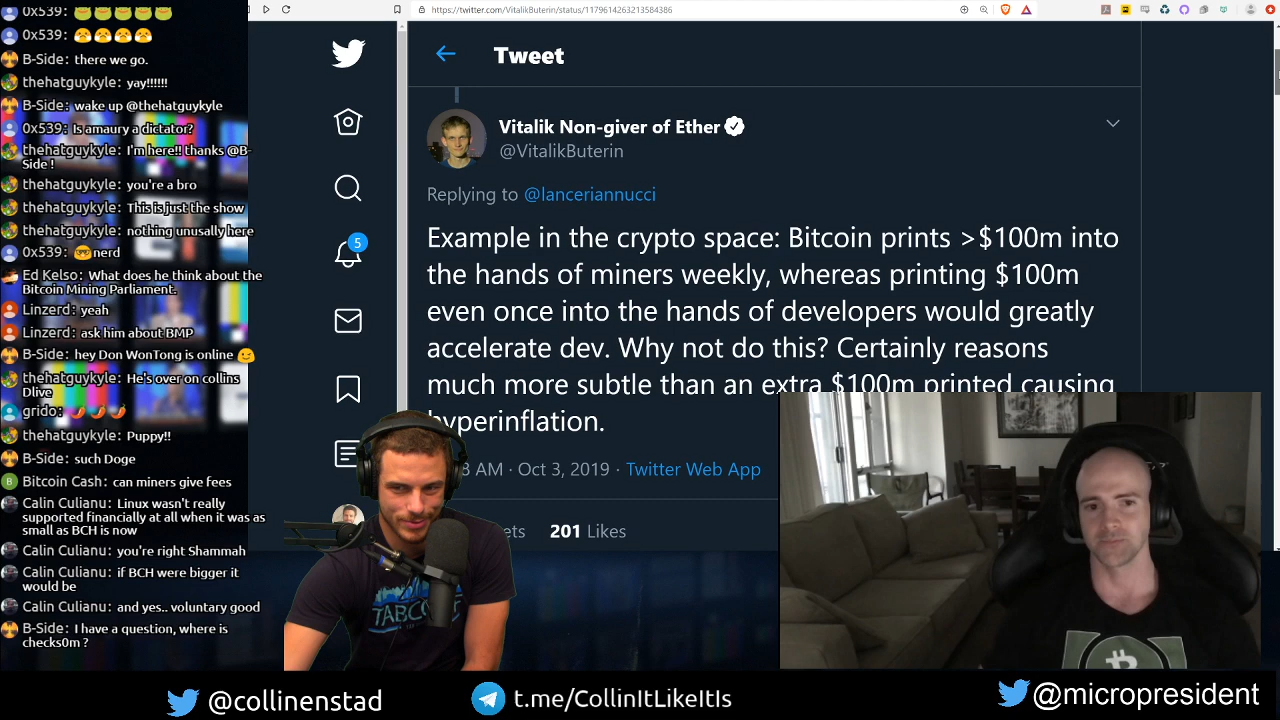 0x539: 
0x539: 
B-Side: there we go.
thehatguykyle: yay!!!!!!
B-Side: wake up @thehatguykyle
0x539: Is amaury a dictator?
thehatguykyle: I'm here!! thanks @B-
Side !
thehatguykyle: you're a bro
thehatguykyle: This is just the show
thehatguykyle: nothing unusally here
0x539: 🤓 nerd
Ed Kelso: What does he think about the
Bitcoin Mining Parliament.
Linzerd: yeah
Linzerd: ask him about BMP
B-Side: hey Don WonTong is online 😉
thehatguykyle: He's over on collins
Dlive
grido: 🌶🌶🌶
thehatguykyle: Puppy!!
B-Side: such Doge
Bitcoin Cash: can miners give fees
Calin Culianu: Linux wasn't really
supported financially at all when it was as
small as BCH is now
Calin Culianu: you're right Shammah
Calin Culianu: if BCH were bigger it
would be
Calin Culianu: and yes.. voluntary good
B-Side: I have a question, where is
checks0m ?
https://twitter.com/VitalikButerin/status/1179614263213584386
Tweet
5
Vitalik Non-giver of Ether
@VitalikButerin
Replying to @lanceriannucci
Example in the crypto space: Bitcoin prints >$100m into
the hands of miners weekly, whereas printing $100m
even once into the hands of developers would greatly
accelerate dev. Why not do this? Certainly reasons
much more subtle than an extra $100m printed causing
hyperinflation.
8 AM · Oct 3, 2019 · Twitter Web App
ets 201 Likes
@collinenstad
t.me/CollinItLikeItIs
@micropresident